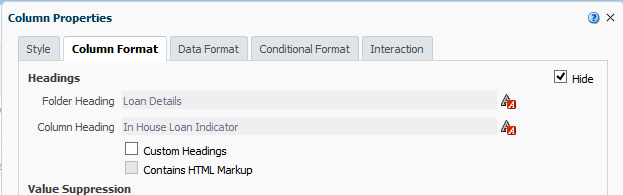 Column Properties
Style Column Format Data Format Conditional Format Interaction
Headings Hide
Folder Heading Loan Details
Column Heading In House Loan Indicator
Custom Headings
Contains HTML Markup
Value Suppression